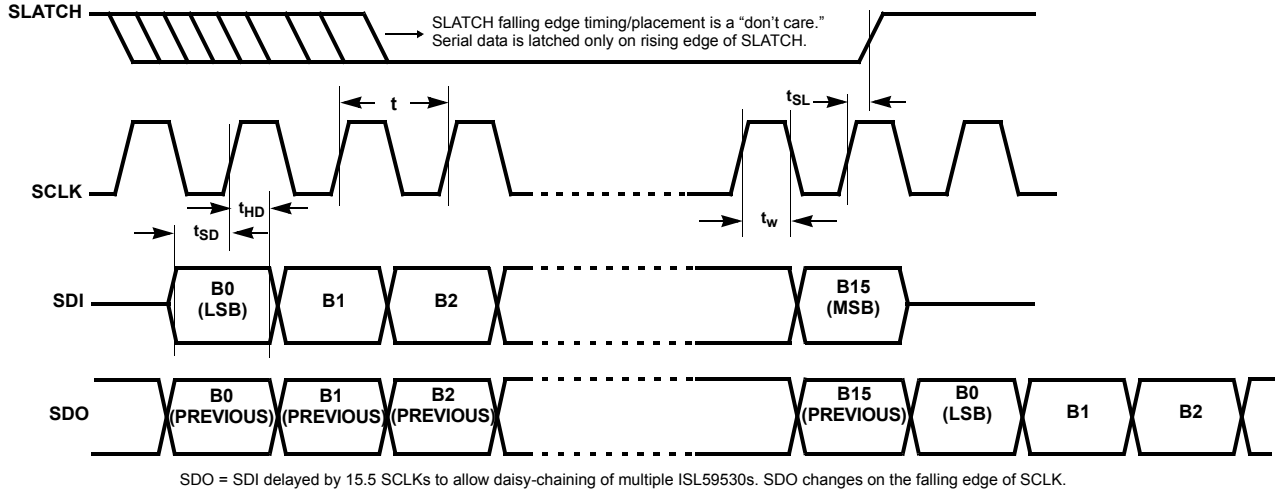 SLATCH
SLATCH falling edge timing/placement is a “don’t care.”
Serial data is latched only on rising edge of SLATCH.
t
tSL
SCLK
tHD
tSD
tw
SDI
B0
(LSB)
B1
B2
B15
(MSB)
SDO
B0
(PREVIOUS)
B1
(PREVIOUS)
B2
(PREVIOUS)
B15
(PREVIOUS)
B0
(LSB)
B1
B2
SDO = SDI delayed by 15.5 SCLKs to allow daisy-chaining of multiple ISL59530s. SDO changes on the falling edge of SCLK.